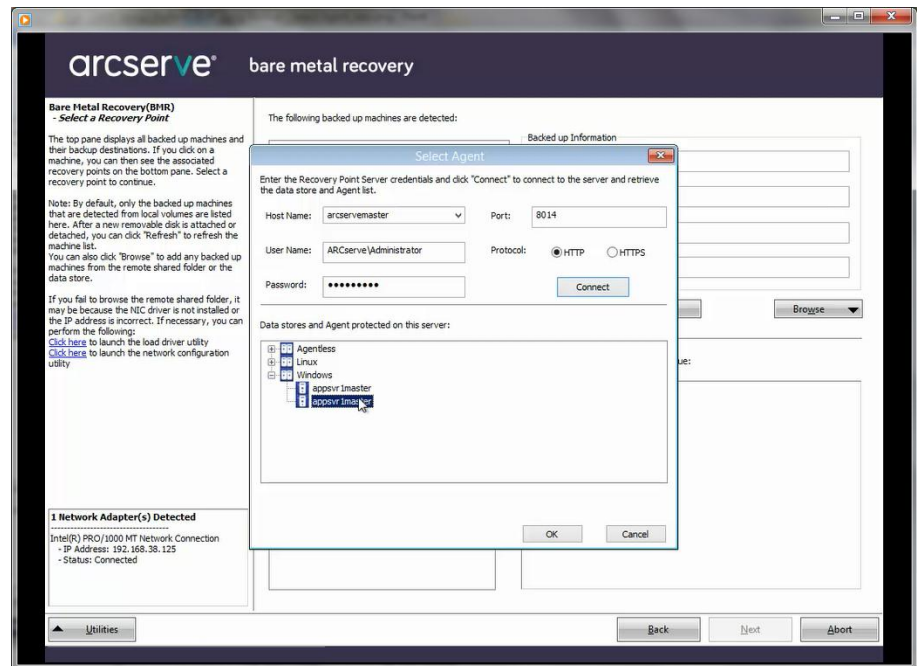 arcserve® bare metal recovery
Bare Metal Recovery(BMR)
- Select a Recovery Point
The top pane displays all backed up machines and
their backup destinations. If you click on a
machine, you can then see the associated
recovery points on the bottom pane. Select a
recovery point to continue.
Note: By default, only the backed up machines
that are detected from local volumes are listed
here. After a new removable disk is attached or
detached, you can click "Refresh" to refresh the
machine list.
You can also click "Browse" to add any backed up
machines from the remote shared folder or the
data store.
If you fail to browse the remote shared folder, it
may be because the NIC driver is not installed or
the IP address is incorrect. If necessary, you can
perform the following:
Click here to launch the load driver utility
Click here to launch the network configuration
utility
1 Network Adapter(s) Detected
Intel(R) PRO/1000 MT Network Connection
- IP Address: 192.168.38.125
- Status: Connected
The following backed up machines are detected:
Backed up Information
Select Agent
Enter the Recovery Point Server credentials and click "Connect" to connect to the server and retrieve
the data store and Agent list.
Host Name: arcservemaster Port: 8014
User Name: ARCserve\Administrator Protocol: HTTP HTTPS
Password: •••••••••
Connect
Data stores and Agent protected on this server:
Agentless
Linux
Windows
appsvr1master
appsvr1master
OK Cancel
Browse
ue:
Utilities Back Next Abort